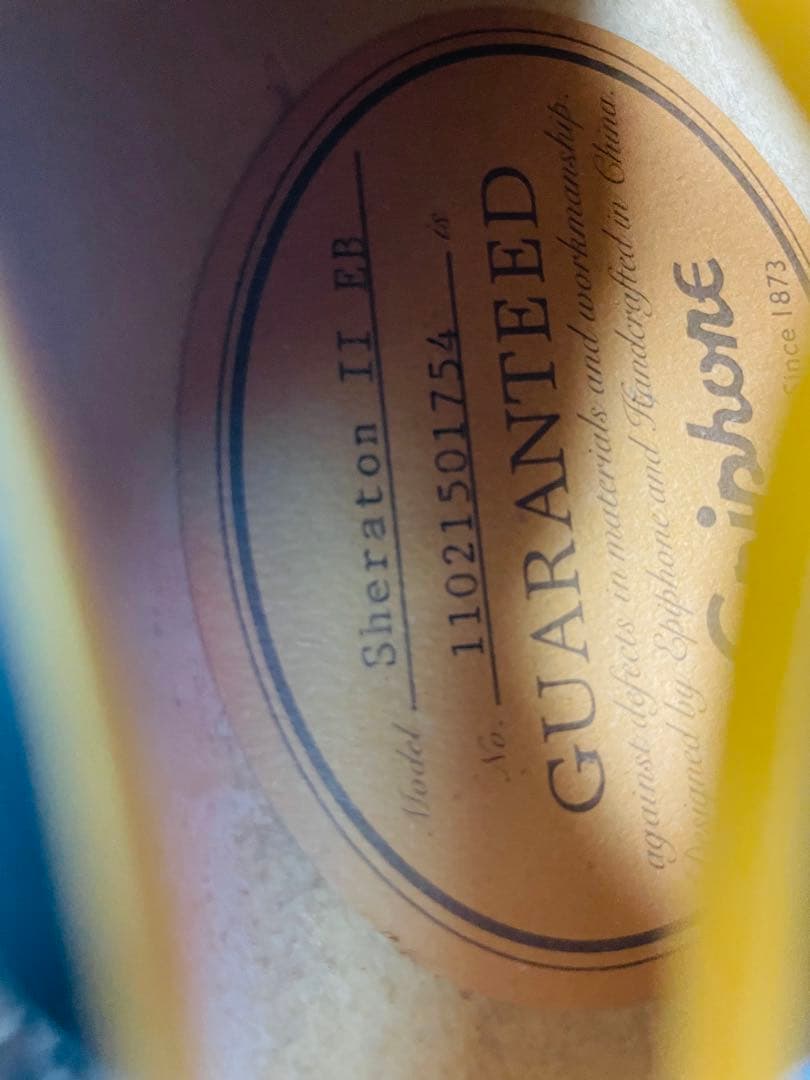 Model Sheraton II EB
No. 11021501754 is
GUARANTEED
against defects in materials and workmanship.
Designed by Epiphone and Handcrafted in China.
Epiphone
Since 1873